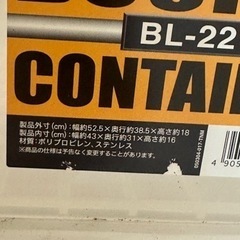 BL-22
CONTAI
製品外寸(cm):幅約52.5×奥行約38.5×高さ約18
製品内寸(cm):幅約43×奥行約31×高さ約16
材質:ポリプロピレン、ステンレス
※商品の仕様は予告なく変更することがあります。
4 905